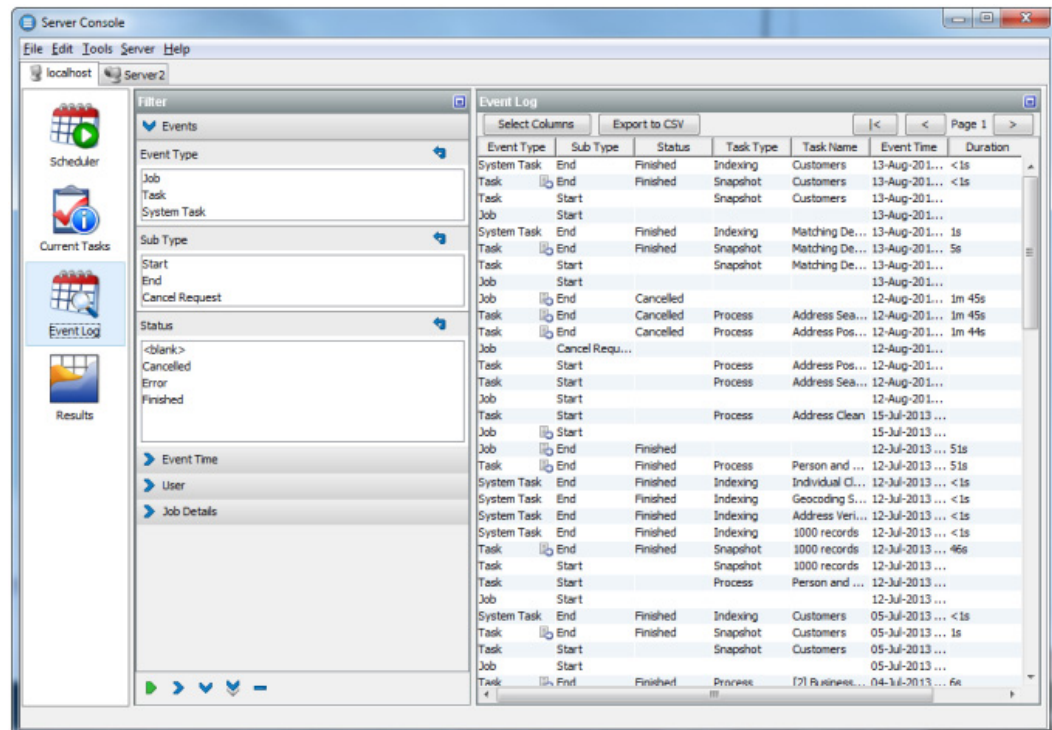 Server Console
File Edit Tools Server Help
localhost Server2
Scheduler
Current Tasks
Event Log
Results
Filter
Events
Event Type
Job
Task
System Task
Sub Type
Start
End
Cancel Request
Status
<blank>
Cancelled
Error
Finished
Event Time
User
Job Details
Event Log
Select Columns Export to CSV |< < Page 1 >
Event Type Sub Type Status Task Type Task Name Event Time Duration
System Task End Finished Indexing Customers 13-Aug-201... <1s
Task End Finished Snapshot Customers 13-Aug-201... <1s
Task Start Snapshot Customers 13-Aug-201...
Job Start 13-Aug-201...
System Task End Finished Indexing Matching De... 13-Aug-201... 1s
Task End Finished Snapshot Matching De... 13-Aug-201... 5s
Task Start Snapshot Matching De... 13-Aug-201...
Job Start 13-Aug-201...
Job End Cancelled 12-Aug-201... 1m 45s
Task End Cancelled Process Address Sea... 12-Aug-201... 1m 45s
Task End Cancelled Process Address Pos... 12-Aug-201... 1m 44s
Job Cancel Requ... 12-Aug-201...
Task Start Process Address Pos... 12-Aug-201...
Task Start Process Address Sea... 12-Aug-201...
Job Start 12-Aug-201...
Task Start Process Address Clean 15-Jul-2013 ...
Job Start 15-Jul-2013 ...
Job End Finished 12-Jul-2013 ... 51s
Task End Finished Process Person and ... 12-Jul-2013 ... 51s
System Task End Finished Indexing Individual Cl... 12-Jul-2013 ... <1s
System Task End Finished Indexing Geocoding S... 12-Jul-2013 ... <1s
System Task End Finished Indexing Address Veri... 12-Jul-2013 ... <1s
System Task End Finished Indexing 1000 records 12-Jul-2013 ... <1s
Task End Finished Snapshot 1000 records 12-Jul-2013 ... 46s
Task Start Snapshot 1000 records 12-Jul-2013 ...
Task Start Process Person and ... 12-Jul-2013 ...
Job Start 12-Jul-2013 ...
System Task End Finished Indexing Customers 05-Jul-2013 ... <1s
Task End Finished Snapshot Customers 05-Jul-2013 ... 1s
Task Start Snapshot Customers 05-Jul-2013 ...
Job Start 05-Jul-2013 ...
Task End Finished Process [2] Business... 04-Jul-2013 ... 6s